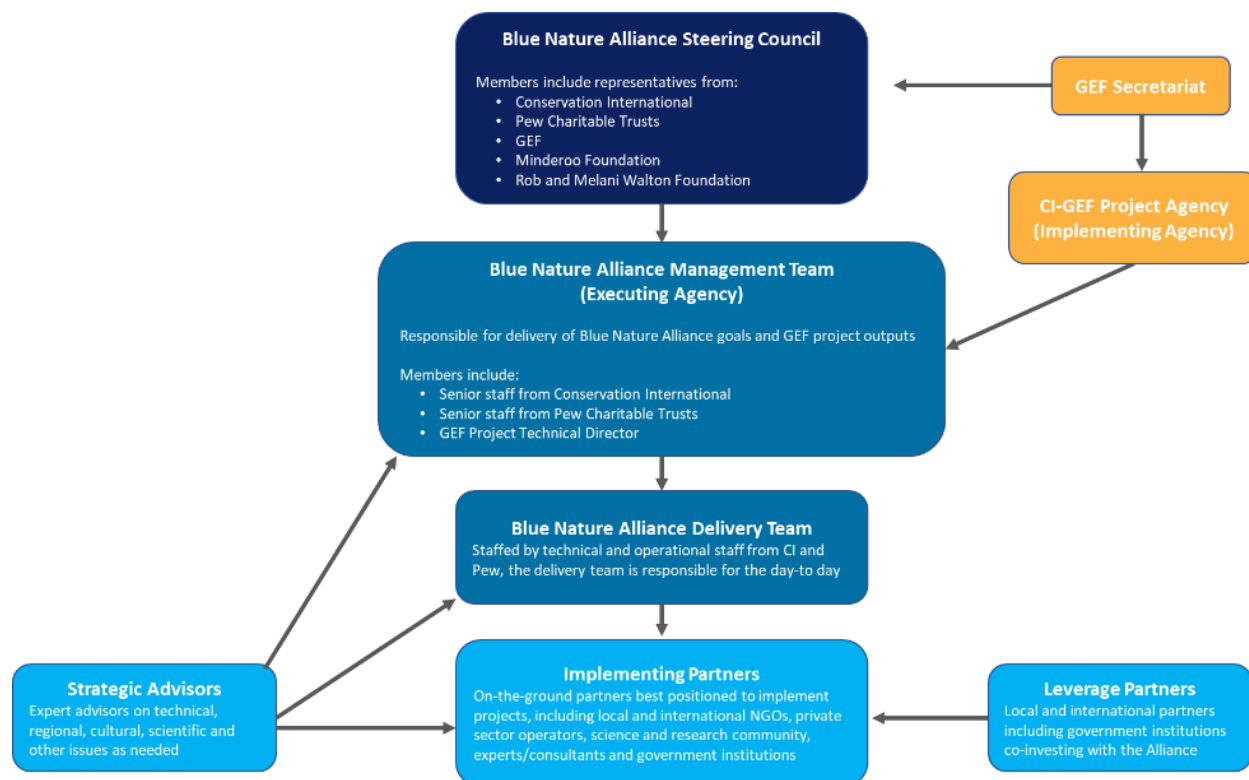 Blue Nature Alliance Steering Council
Members include representatives from:
• Conservation International
• Pew Charitable Trusts
• GEF
• Minderoo Foundation
• Rob and Melani Walton Foundation
GEF Secretariat
CI-GEF Project Agency
(Implementing Agency)
Blue Nature Alliance Management Team
(Executing Agency)
Responsible for delivery of Blue Nature Alliance goals and GEF project outputs
Members include:
• Senior staff from Conservation International
• Senior staff from Pew Charitable Trusts
• GEF Project Technical Director
Blue Nature Alliance Delivery Team
Staffed by technical and operational staff from CI and
Pew, the delivery team is responsible for the day-to day
Strategic Advisors
Expert advisors on technical,
regional, cultural, scientific and
other issues as needed
Implementing Partners
On-the-ground partners best positioned to implement
projects, including local and international NGOs, private
sector operators, science and research community,
experts/consultants and government institutions
Leverage Partners
Local and international partners
including government institutions
co-investing with the Alliance